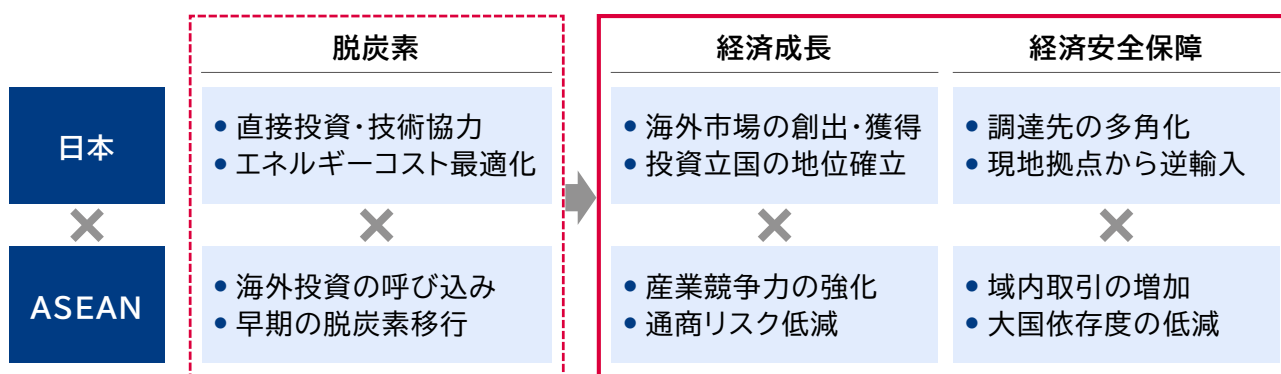 脱炭素
経済成長
経済安全保障
日本
● 直接投資・技術協力
● エネルギーコスト最適化
● 海外市場の創出・獲得
● 投資立国の地位確立
● 調達先の多角化
● 現地拠点から逆輸入
ASEAN
● 海外投資の呼び込み
● 早期の脱炭素移行
● 産業競争力の強化
● 通商リスク低減
● 域内取引の増加
● 大国依存度の低減